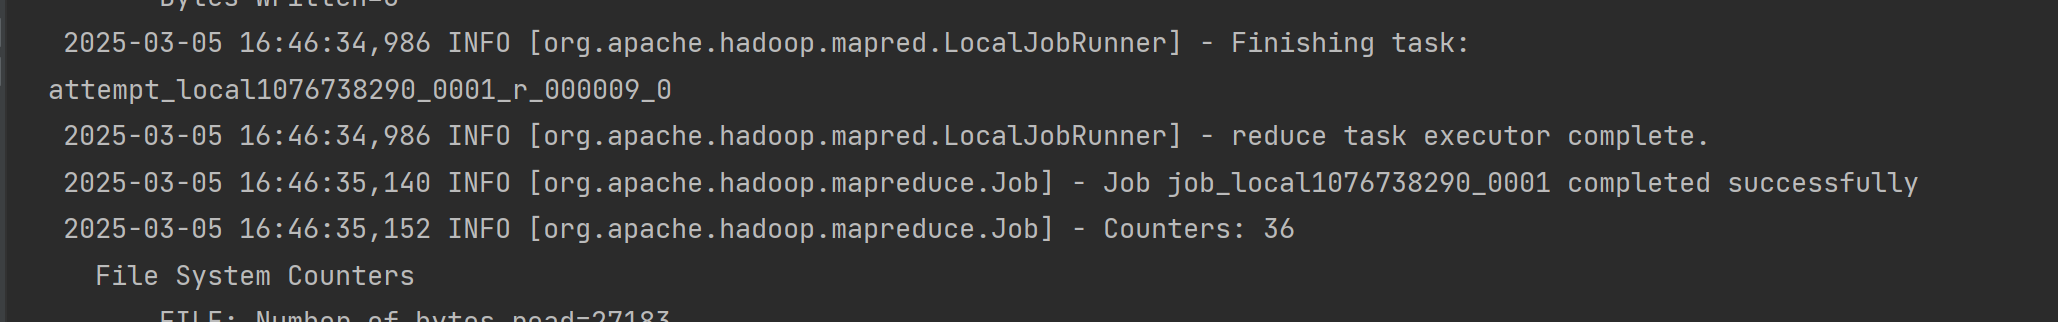 Bytes Written=8
2025-03-05 16:46:34,986 INFO [org.apache.hadoop.mapred.LocalJobRunner] - Finishing task:
attempt_local1076738290_0001_r_000009_0
2025-03-05 16:46:34,986 INFO [org.apache.hadoop.mapred.LocalJobRunner] - reduce task executor complete.
2025-03-05 16:46:35,140 INFO [org.apache.hadoop.mapreduce.Job] - Job job_local1076738290_0001 completed successfully
2025-03-05 16:46:35,152 INFO [org.apache.hadoop.mapreduce.Job] - Counters: 36
File System Counters
FILE: Number of bytes read=27183